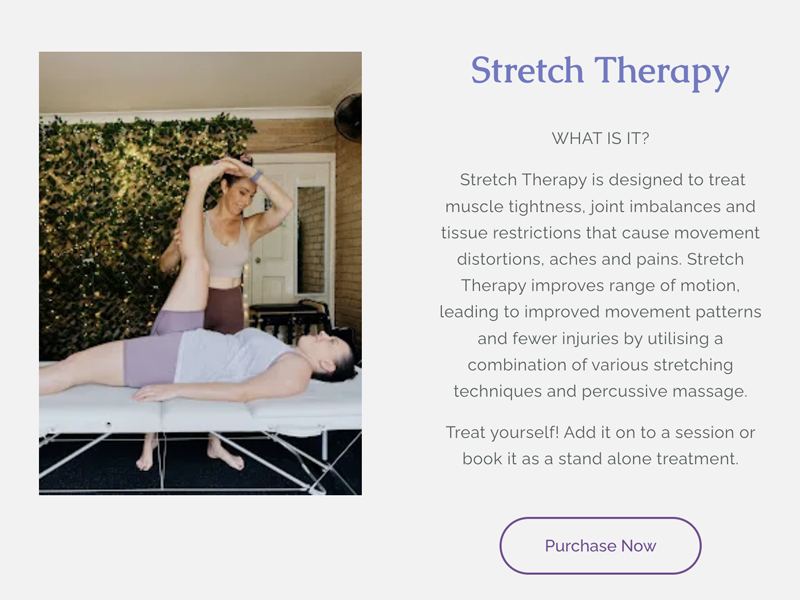 Stretch Therapy
WHAT IS IT?
Stretch Therapy is designed to treat
muscle tightness, joint imbalances and
tissue restrictions that cause movement
distortions, aches and pains. Stretch
Therapy improves range of motion,
leading to improved movement patterns
and fewer injuries by utilising a
combination of various stretching
techniques and percussive massage.
Treat yourself! Add it on to a session or
book it as a stand alone treatment.
Purchase Now